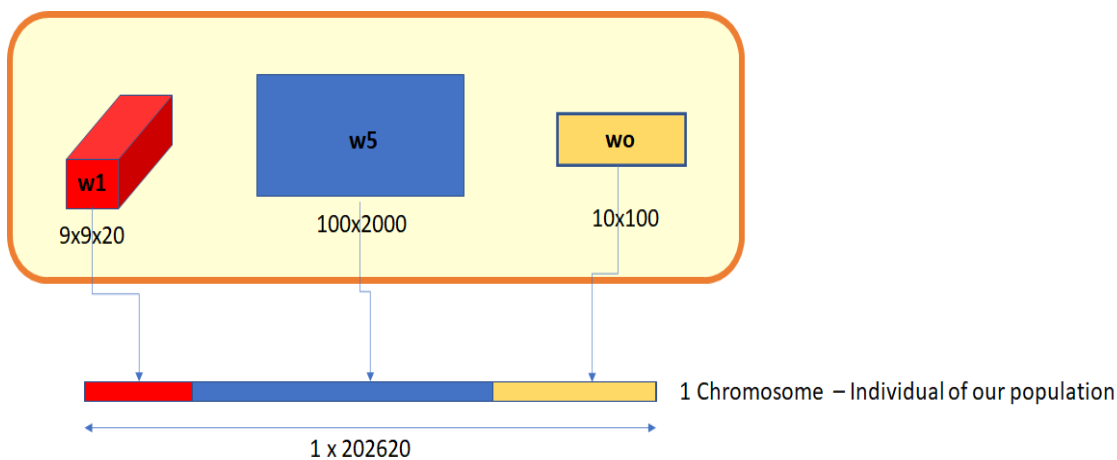 w1
w5
wo
9x9x20
100x2000
10x100
1 Chromosome – Individual of our population
1 x 202620